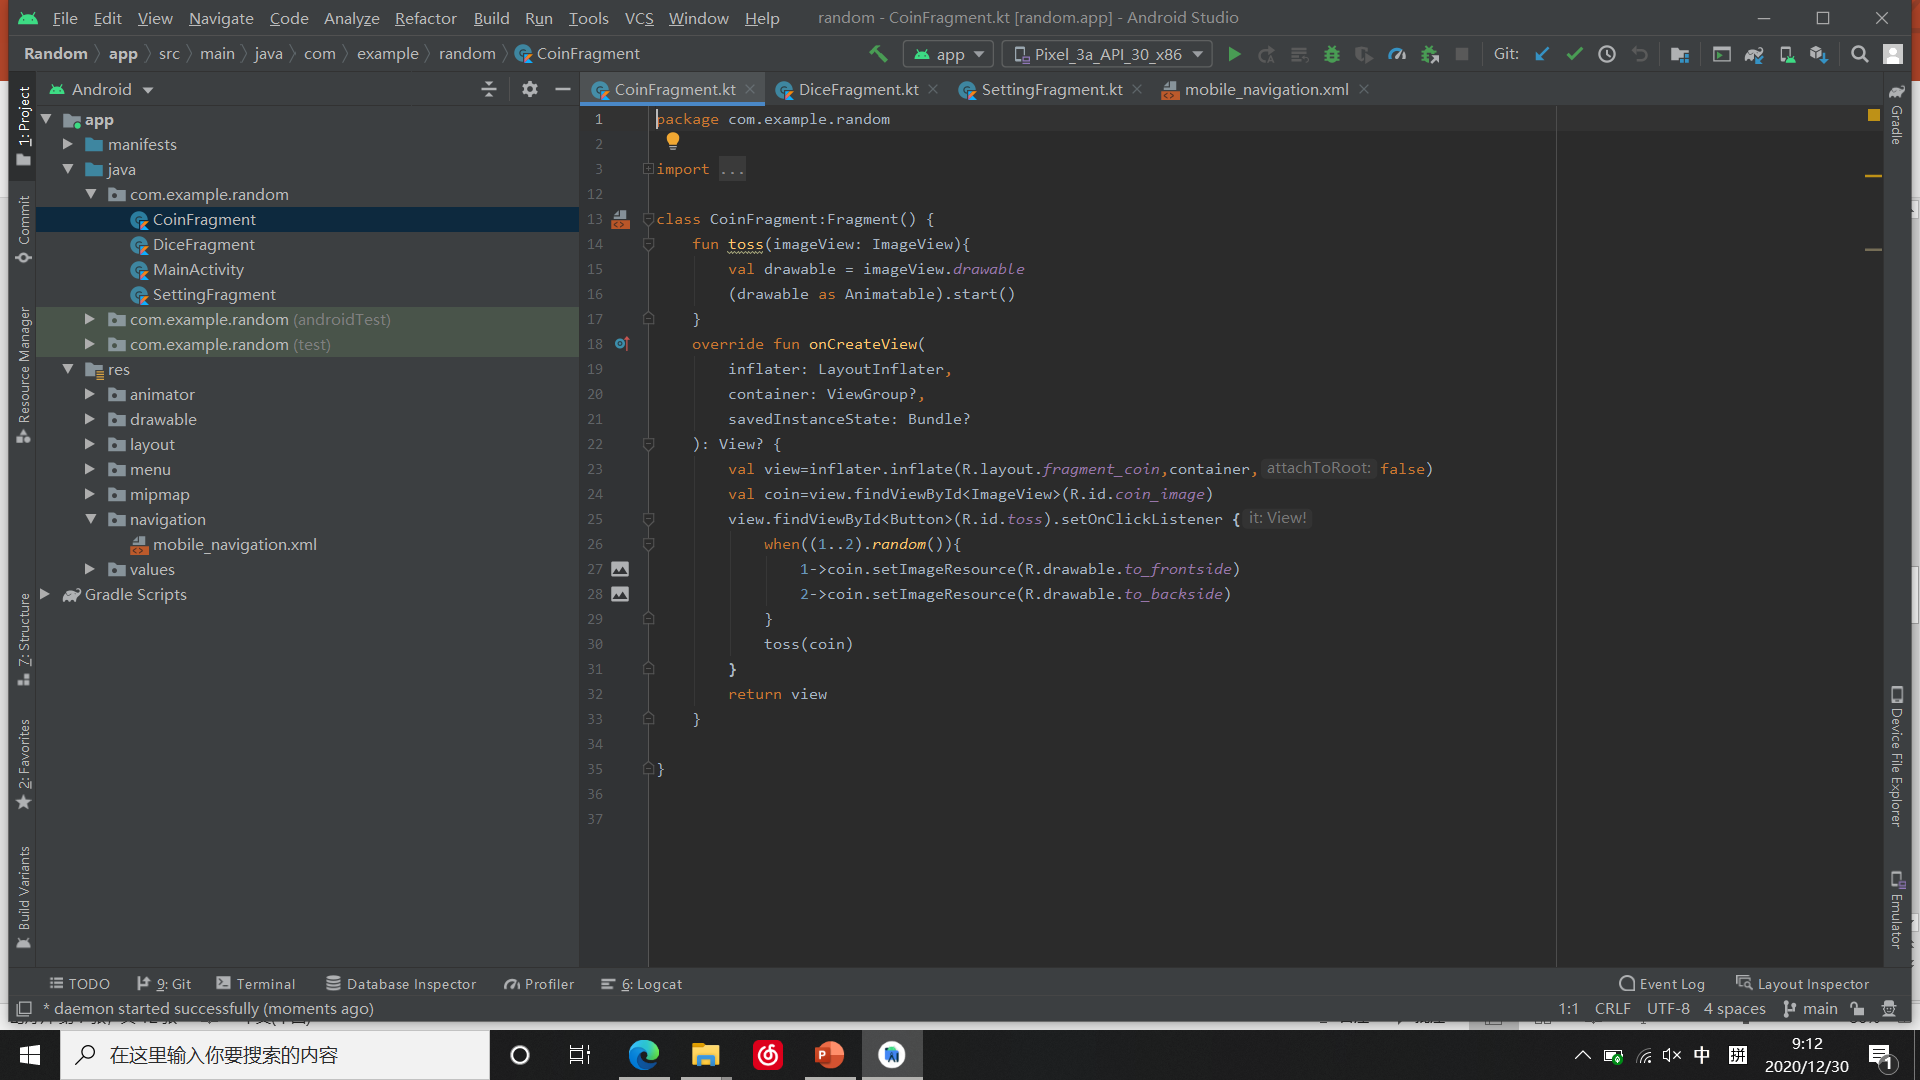 File Edit View Navigate Code Analyze Refactor Build Run Tools VCS Window Help random - CoinFragment.kt [random.app] - Android Studio
Random app src main java com example random CoinFragment app Pixel_3a_API_30_x86 Git:
Android
CoinFragment.kt DiceFragment.kt SettingFragment.kt mobile_navigation.xml
1: Project
Commit
Resource Manager
Z: Structure
2: Favorites
Build Variants
app
manifests
java
com.example.random
CoinFragment
DiceFragment
MainActivity
SettingFragment
com.example.random (androidTest)
com.example.random (test)
res
animator
drawable
layout
menu
mipmap
navigation
mobile_navigation.xml
values
Gradle Scripts
1 package com.example.random
2
3 import ...
12
13 class CoinFragment:Fragment() {
14 fun toss(imageView: ImageView){
15 val drawable = imageView.drawable
16 (drawable as Animatable).start()
17 }
18 override fun onCreateView(
19 inflater: LayoutInflater,
20 container: ViewGroup?,
21 savedInstanceState: Bundle?
22 ): View? {
23 val view=inflater.inflate(R.layout.fragment_coin,container, attachToRoot: false)
24 val coin=view.findViewById<ImageView>(R.id.coin_image)
25 view.findViewById<Button>(R.id.toss).setOnClickListener { it: View!
26 when((1..2).random()){
27 1->coin.setImageResource(R.drawable.to_frontside)
28 2->coin.setImageResource(R.drawable.to_backside)
29 }
30 toss(coin)
31 }
32 return view
33 }
34
35 }
36
37
Gradle
Device File Explorer
Emulator
TODO 9: Git Terminal Database Inspector Profiler 6: Logcat Event Log Layout Inspector
* daemon started successfully (moments ago) 1:1 CRLF UTF-8 4 spaces main
在这里输入你要搜索的内容 中 拼 9:12
2020/12/30 1